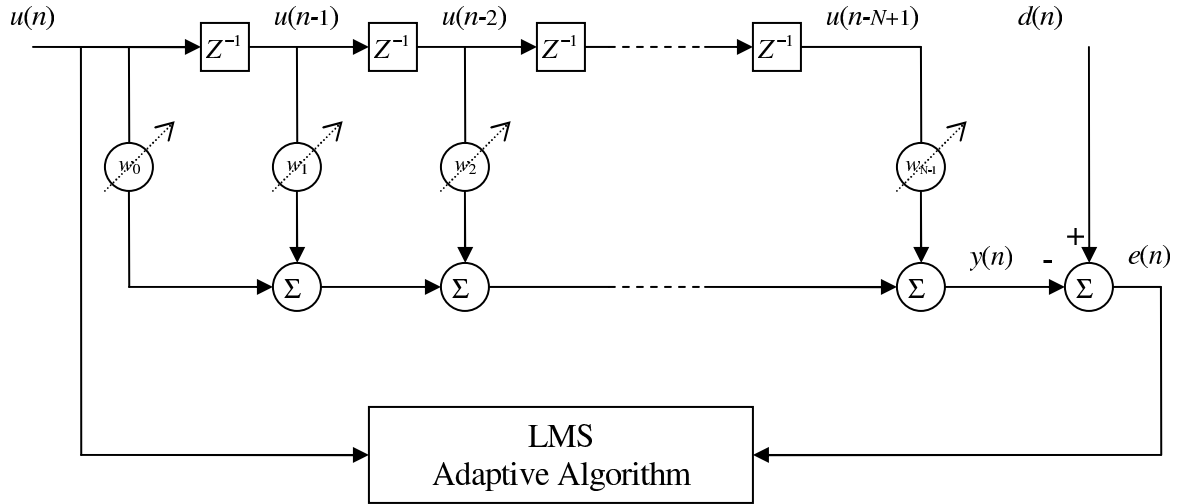 u(n) u(n-1) u(n-2) u(n-N+1) d(n)
Z⁻¹ Z⁻¹ Z⁻¹ Z⁻¹
w₀ w₁ w₂ wN-1
+
y(n) - e(n)
Σ Σ Σ Σ
LMS
Adaptive Algorithm